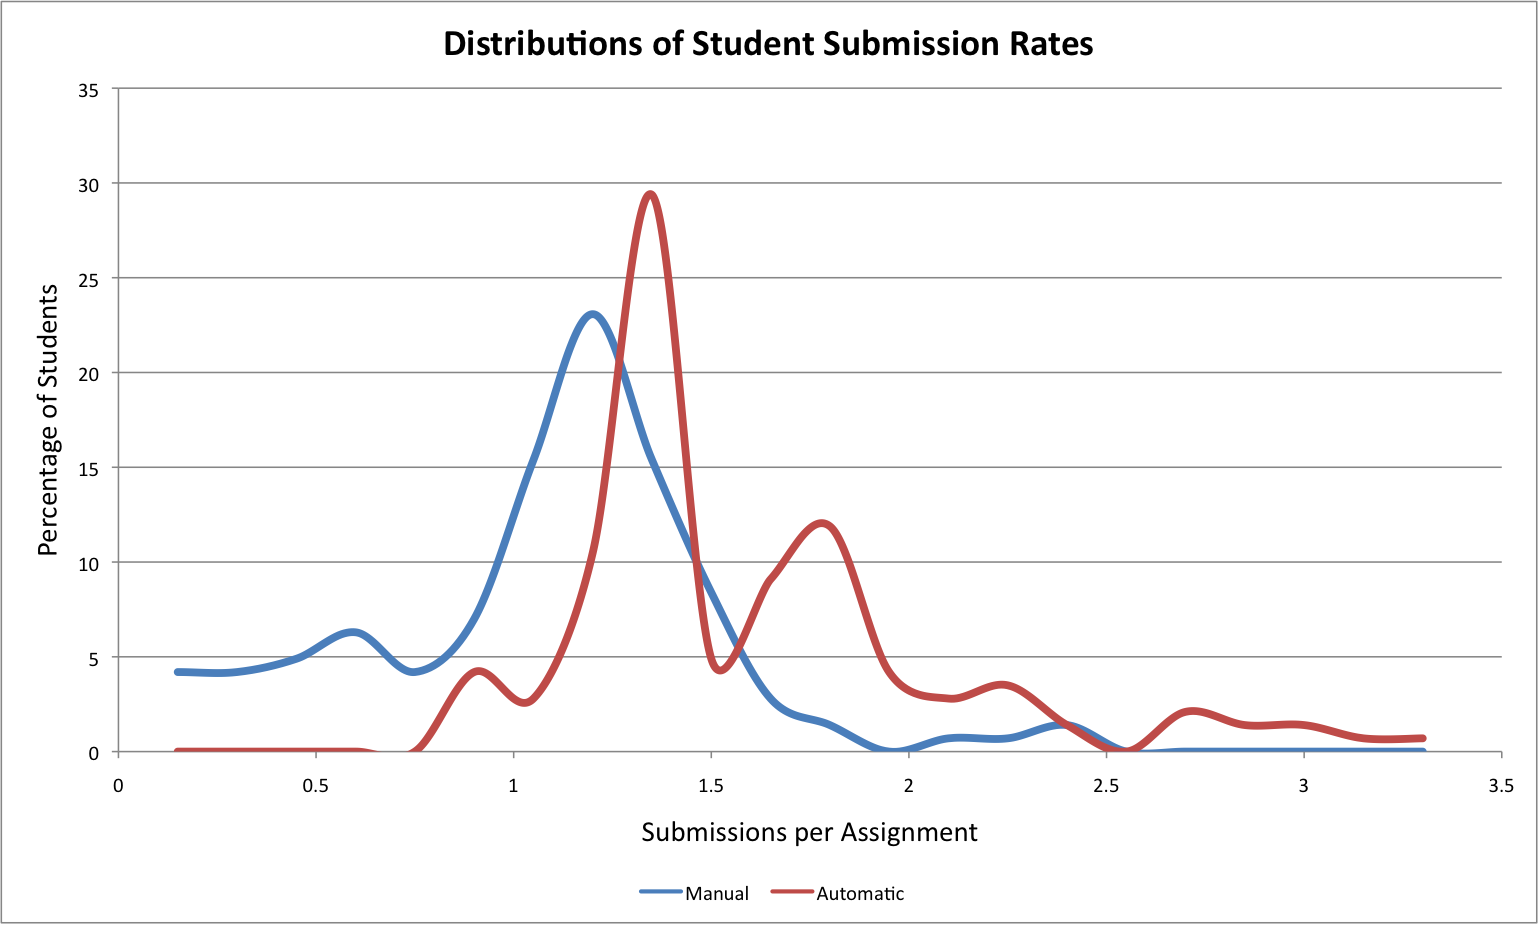 Distributions of Student Submission Rates
35
30
25
20
15
10
5
0
Percentage of Students
0 0.5 1 1.5 2 2.5 3 3.5
Submissions per Assignment
Manual Automatic